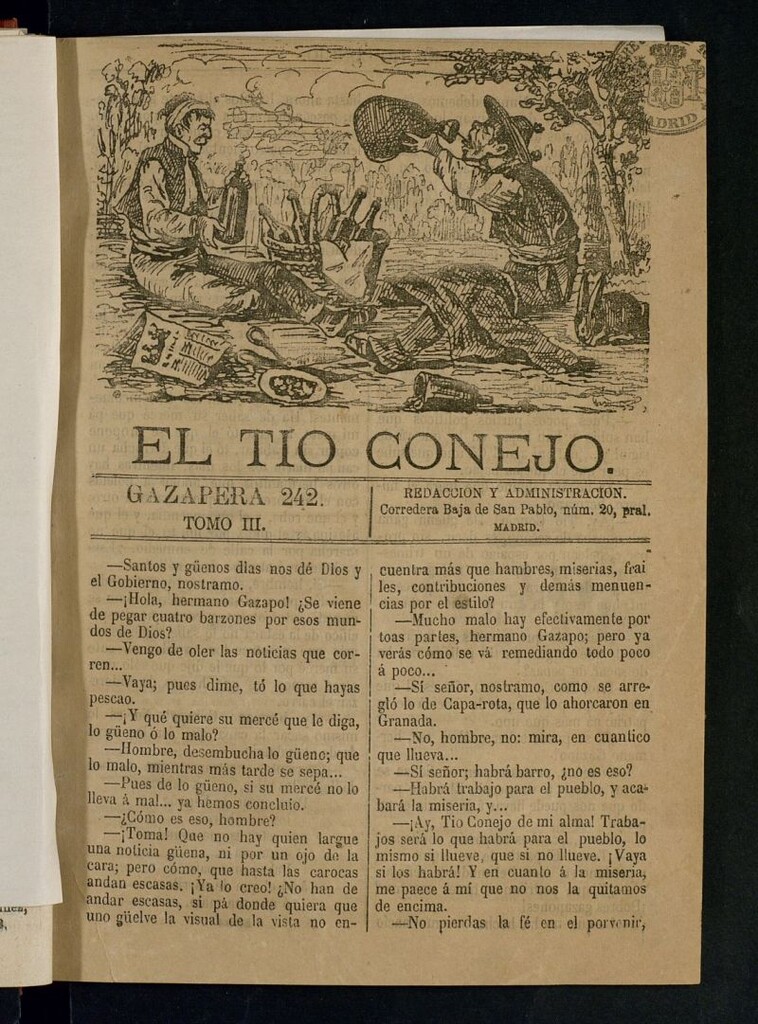 EL TIO CONEJO.
GAZAPERA 242.
TOMO III.
REDACCION Y ADMINISTRACION.
Corredera Baja de San Pablo, núm. 20, pral.
MADRID.
—Santos y güenos dias nos dé Dios y
el Gobierno, nostramo.
—¡Hola, hermano Gazapo! ¿Se viene
de pegar cuatro barzones por esos mun-
dos de Dios?
—Vengo de oler las noticias que cor-
ren...
—Vaya; pues dime, tó lo que hayas
pescao.
—¡Y qué quiere su mercé que le diga,
lo güeno ó lo malo?
—Hombre, desembucha lo güeno; que
lo malo, mientras más tarde se sepa...
—Pues de lo güeno, si su mercé no lo
lleva á mal... ya hemos concluio.
—¿Cómo es eso, hombre?
—¡Toma! Que no hay quien largue
una noticia güena, ni por un ojo de la
cara; pero cómo, que hasta las carocas
andan escasas. ¡Ya lo creo! ¿No han de
andar escasas, si pá donde quiera que
uno güelve la visual de la vista no en-
cuentra más que hambres, miserias, frai
les, contribuciones y demás menuen-
cias por el estilo?
—Mucho malo hay efectivamente por
toas partes, hermano Gazapo; pero ya
verás cómo se vá remediando todo poco
á poco...
—Sí señor, nostramo, como se arre-
gló lo de Capa-rota, que lo ahorcaron en
Granada.
—No, hombre, no: mira, en cuantico
que llueva...
—Sí señor; habrá barro, ¿no es eso?
—Habrá trabajo para el pueblo, y aca-
bará la miseria, y...
—¡Ay, Tio Conejo de mi alma! Traba-
jos será lo que habrá para el pueblo, lo
mismo si llueve, que si no llueve. ¡Vaya
si los habrá! Y en cuanto á la miseria,
me paece á mí que no nos la quitamos
de encima.
—No pierdas la fé en el porvenir,